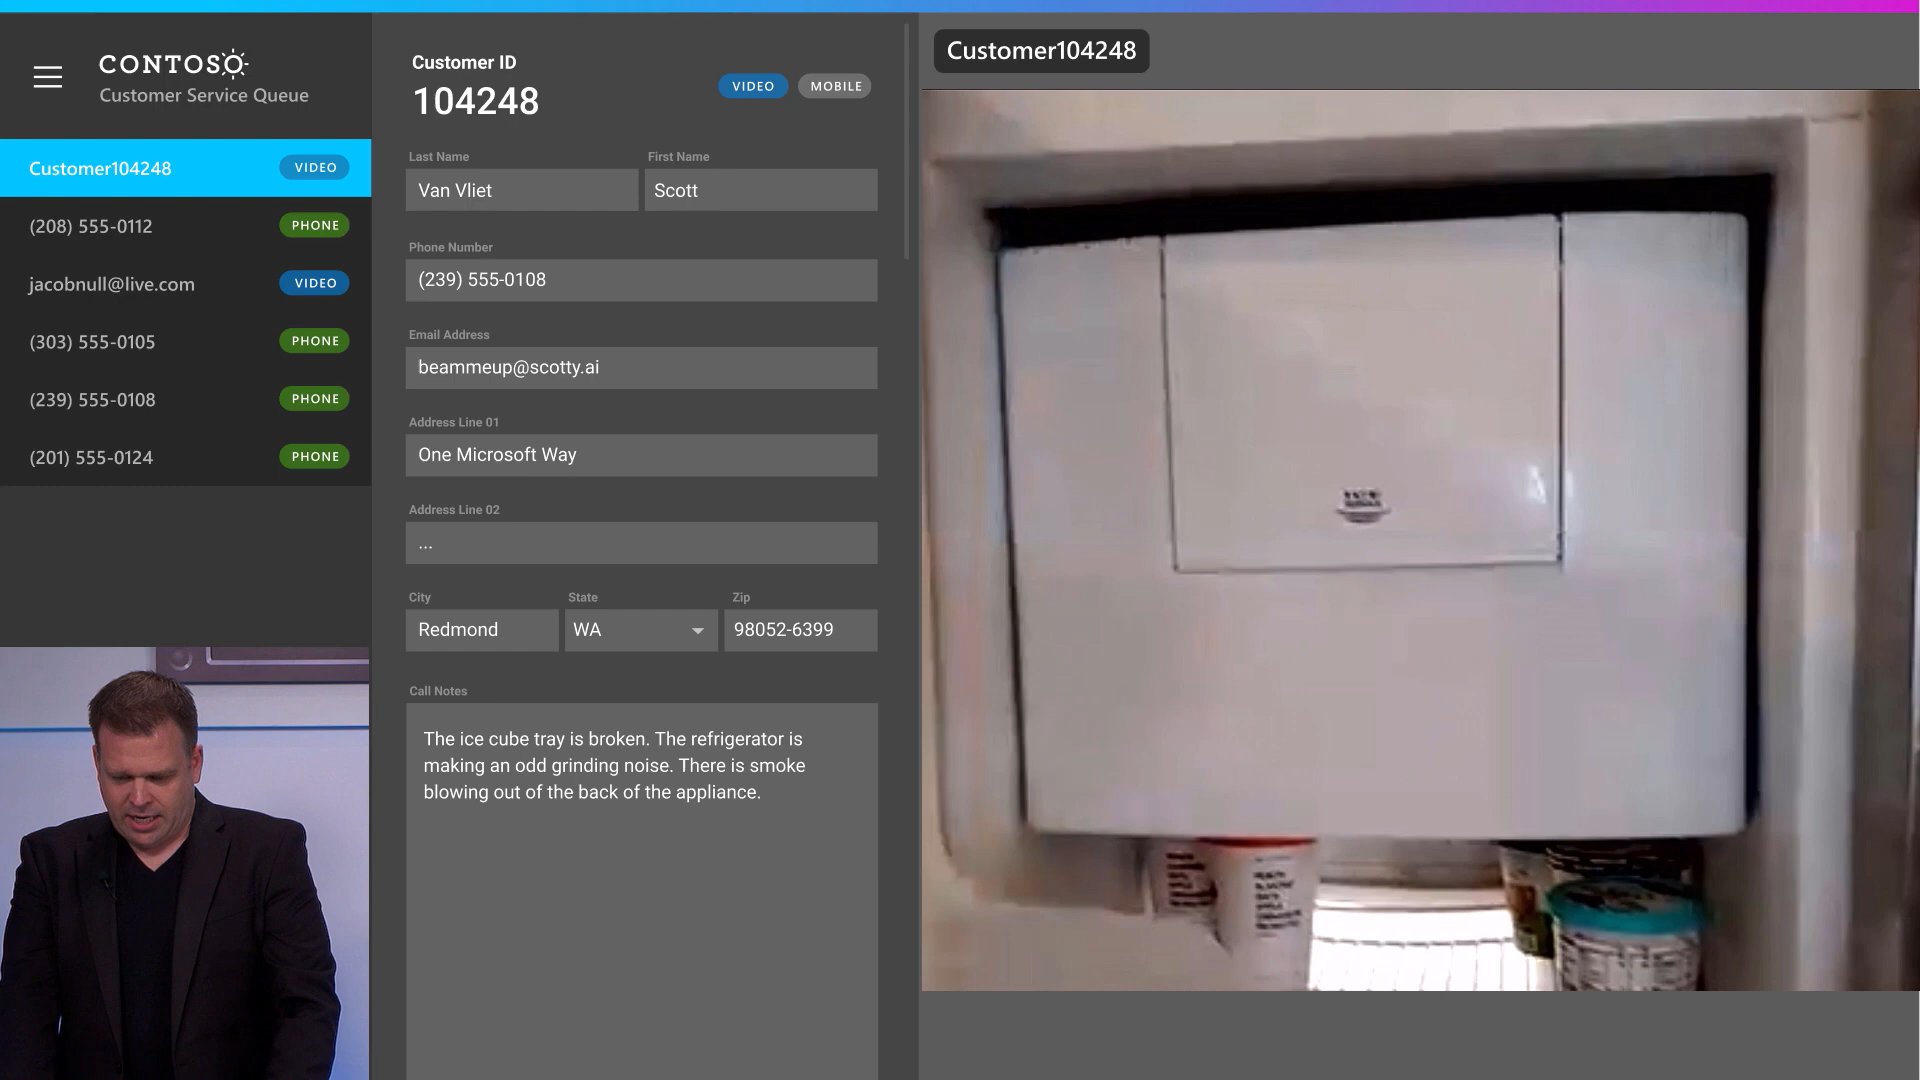 CONTOSO
Customer Service Queue
Customer104248 VIDEO
(208) 555-0112 PHONE
jacobnull@live.com VIDEO
(303) 555-0105 PHONE
(239) 555-0108 PHONE
(201) 555-0124 PHONE
Customer ID
104248
VIDEO MOBILE
Last Name First Name
Van Vliet Scott
Phone Number
(239) 555-0108
Email Address
beammeup@scotty.ai
Address Line 01
One Microsoft Way
Address Line 02
...
City State Zip
Redmond WA 98052-6399
Call Notes
The ice cube tray is broken. The refrigerator is
making an odd grinding noise. There is smoke
blowing out of the back of the appliance.
Customer104248